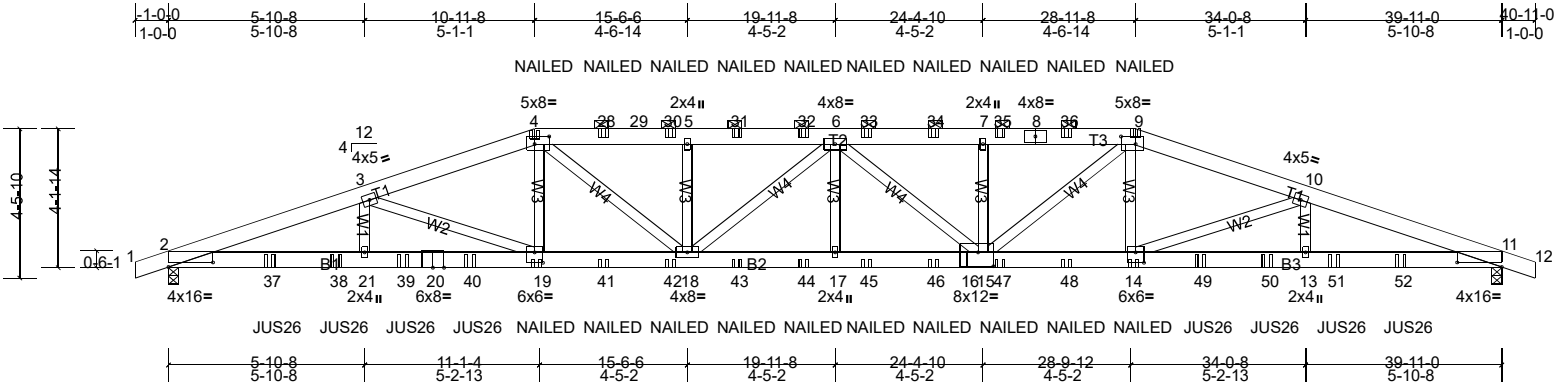 -1-0-0 5-10-8 10-11-8 15-6-6 19-11-8 24-4-10 28-11-8 34-0-8 39-11-0 40-11-0
1-0-0 5-10-8 5-1-1 4-6-14 4-5-2 4-5-2 4-6-14 5-1-1 5-10-8 1-0-0
NAILED NAILED NAILED NAILED NAILED NAILED NAILED NAILED NAILED NAILED
5x8= 2x4 4x8= 2x4 4x8= 5x8=
4 28 29 30 5 31 32 6 33 34 7 35 8 36 9
12
4
T2 T3
4x5= 4x5=
3 10
T1 T1
4-5-10 4-1-14
W1 W2 W3 W4 W3 W4 W3 W4 W3 W4 W3 W2 W1
2 11
1 12
0-6-1
B1 B2 B3
37 38 21 39 20 40 19 41 42 18 43 44 17 45 46 16 15 47 48 14 49 50 13 51 52
4x16= 2x4 6x8= 6x6= 4x8= 2x4 8x12= 6x6= 2x4 4x16=
JUS26 JUS26 JUS26 JUS26 NAILED NAILED NAILED NAILED NAILED NAILED NAILED NAILED NAILED NAILED JUS26 JUS26 JUS26 JUS26
5-10-8 11-1-4 15-6-6 19-11-8 24-4-10 28-9-12 34-0-8 39-11-0
5-10-8 5-2-13 4-5-2 4-5-2 4-5-2 4-5-2 5-2-13 5-10-8